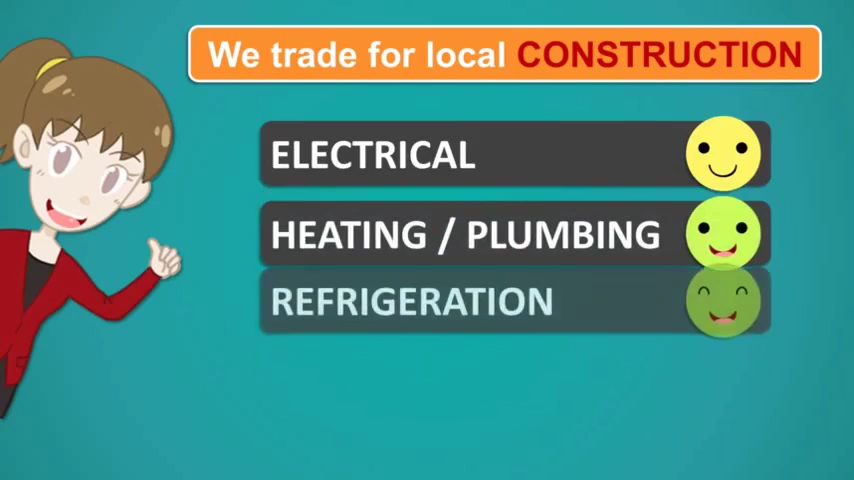 We trade for local CONSTRUCTION
ELECTRICAL
HEATING / PLUMBING
REFRIGERATION